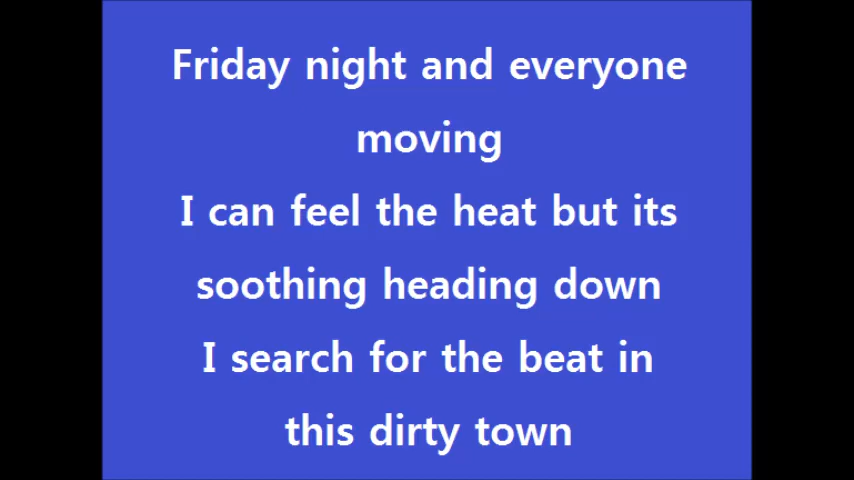 Friday night and everyone
moving
I can feel the heat but its
soothing heading down
I search for the beat in
this dirty town